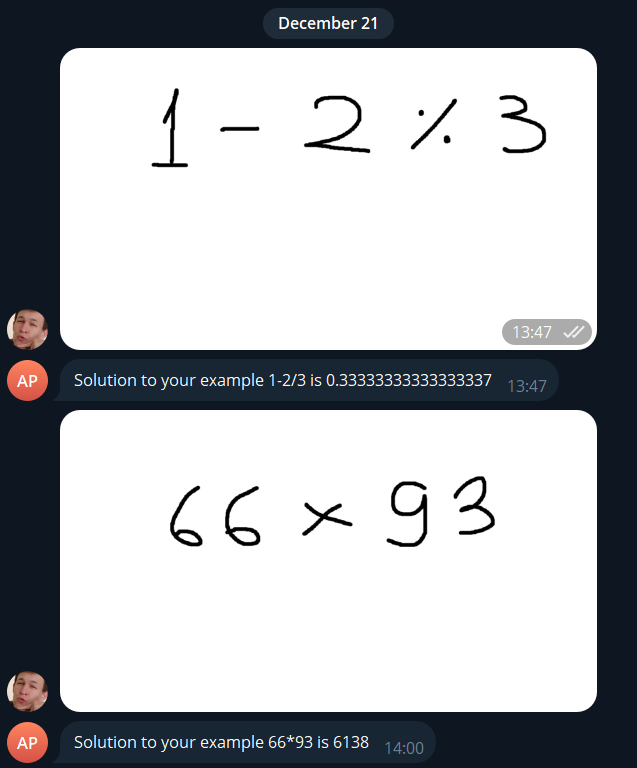 December 21
1 - 2 ⁒ 3
13:47
AP
Solution to your example 1-2/3 is 0.33333333333333337 13:47
66 × 93
AP
Solution to your example 66*93 is 6138 14:00